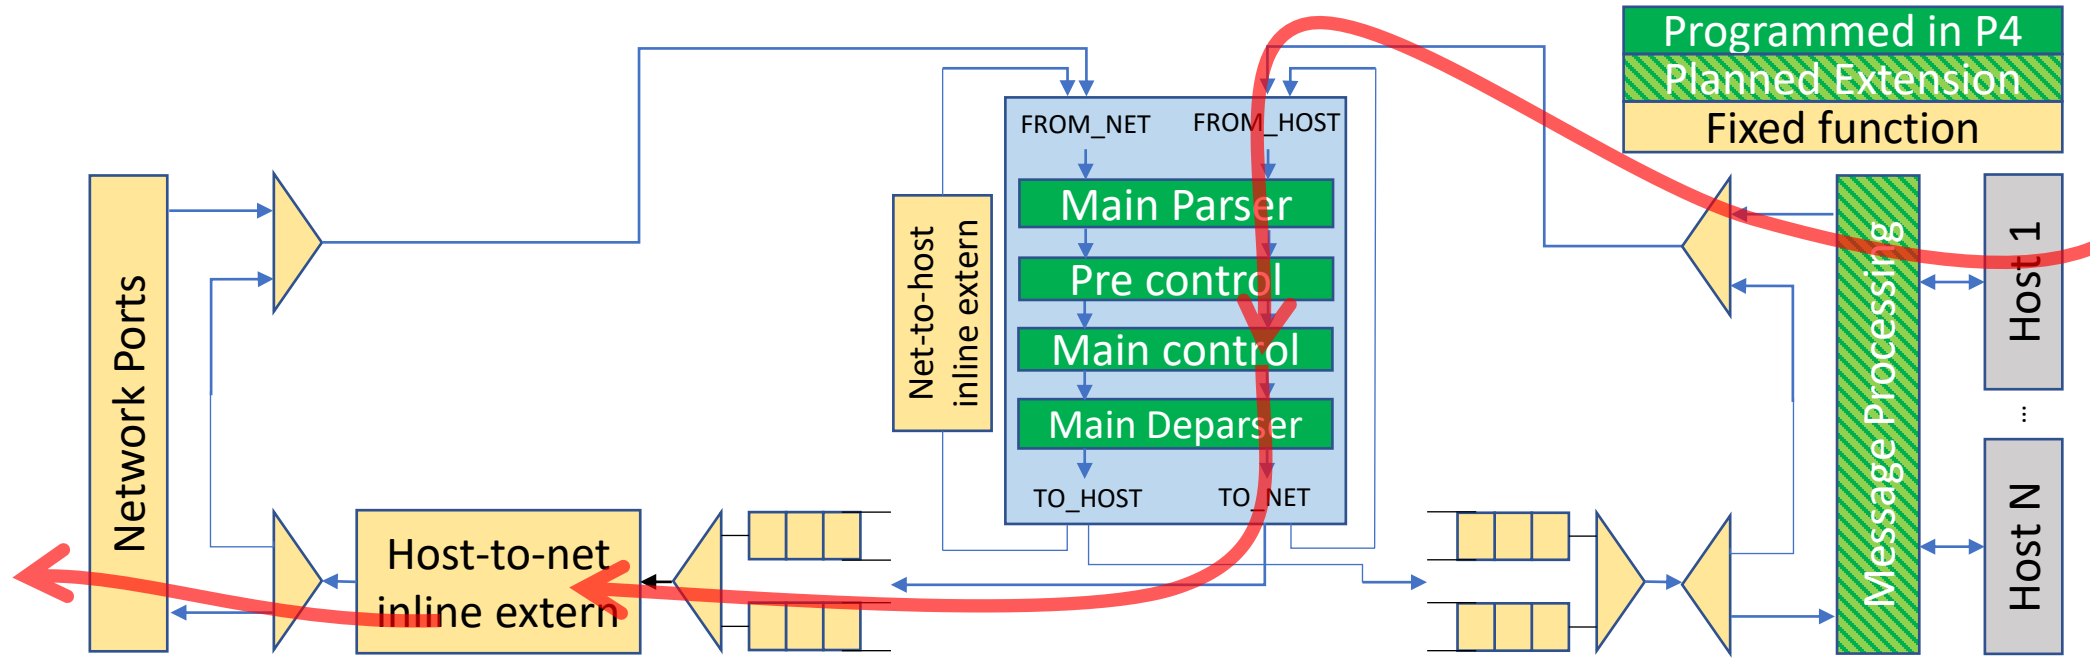 Programmed in P4
Planned Extension
Fixed function
FROM_NET
FROM_HOST
Main Parser
Pre control
Main control
Main Deparser
TO_HOST
TO_NET
Network Ports
Net-to-host
inline extern
Host-to-net
inline extern
Message Processing
Host 1
...
Host N